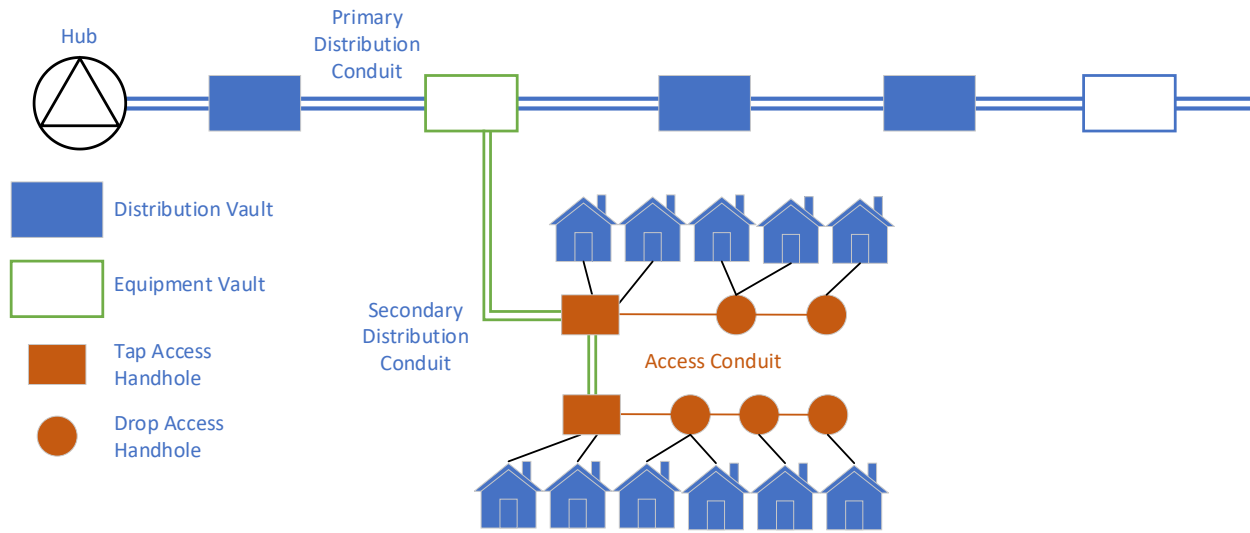 Hub
Primary
Distribution
Conduit
Distribution Vault
Equipment Vault
Secondary
Distribution
Conduit
Tap Access
Handhole
Access Conduit
Drop Access
Handhole